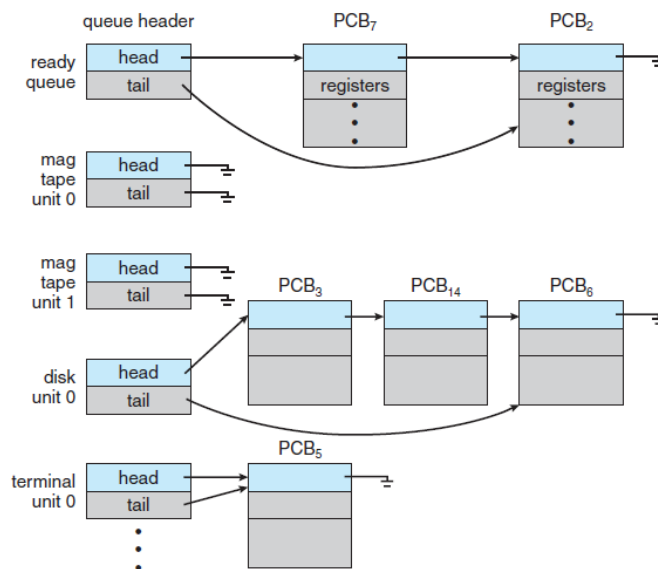 queue header PCB₇ PCB₂
ready queue
head
tail
registers
registers
mag tape unit 0
head
tail
mag tape unit 1
head
tail
PCB₃ PCB₁₄ PCB₆
disk unit 0
head
tail
PCB₅
terminal unit 0
head
tail